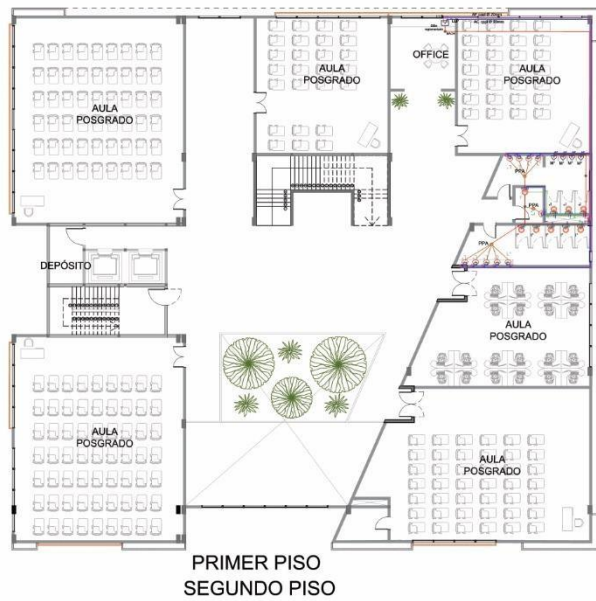 AULA
POSGRADO
AULA
POSGRADO
OFFICE
AULA
POSGRADO
PPA
PPA
PPA
DEPÓSITO
AULA
POSGRADO
AULA
POSGRADO
AULA
POSGRADO
PRIMER PISO
SEGUNDO PISO